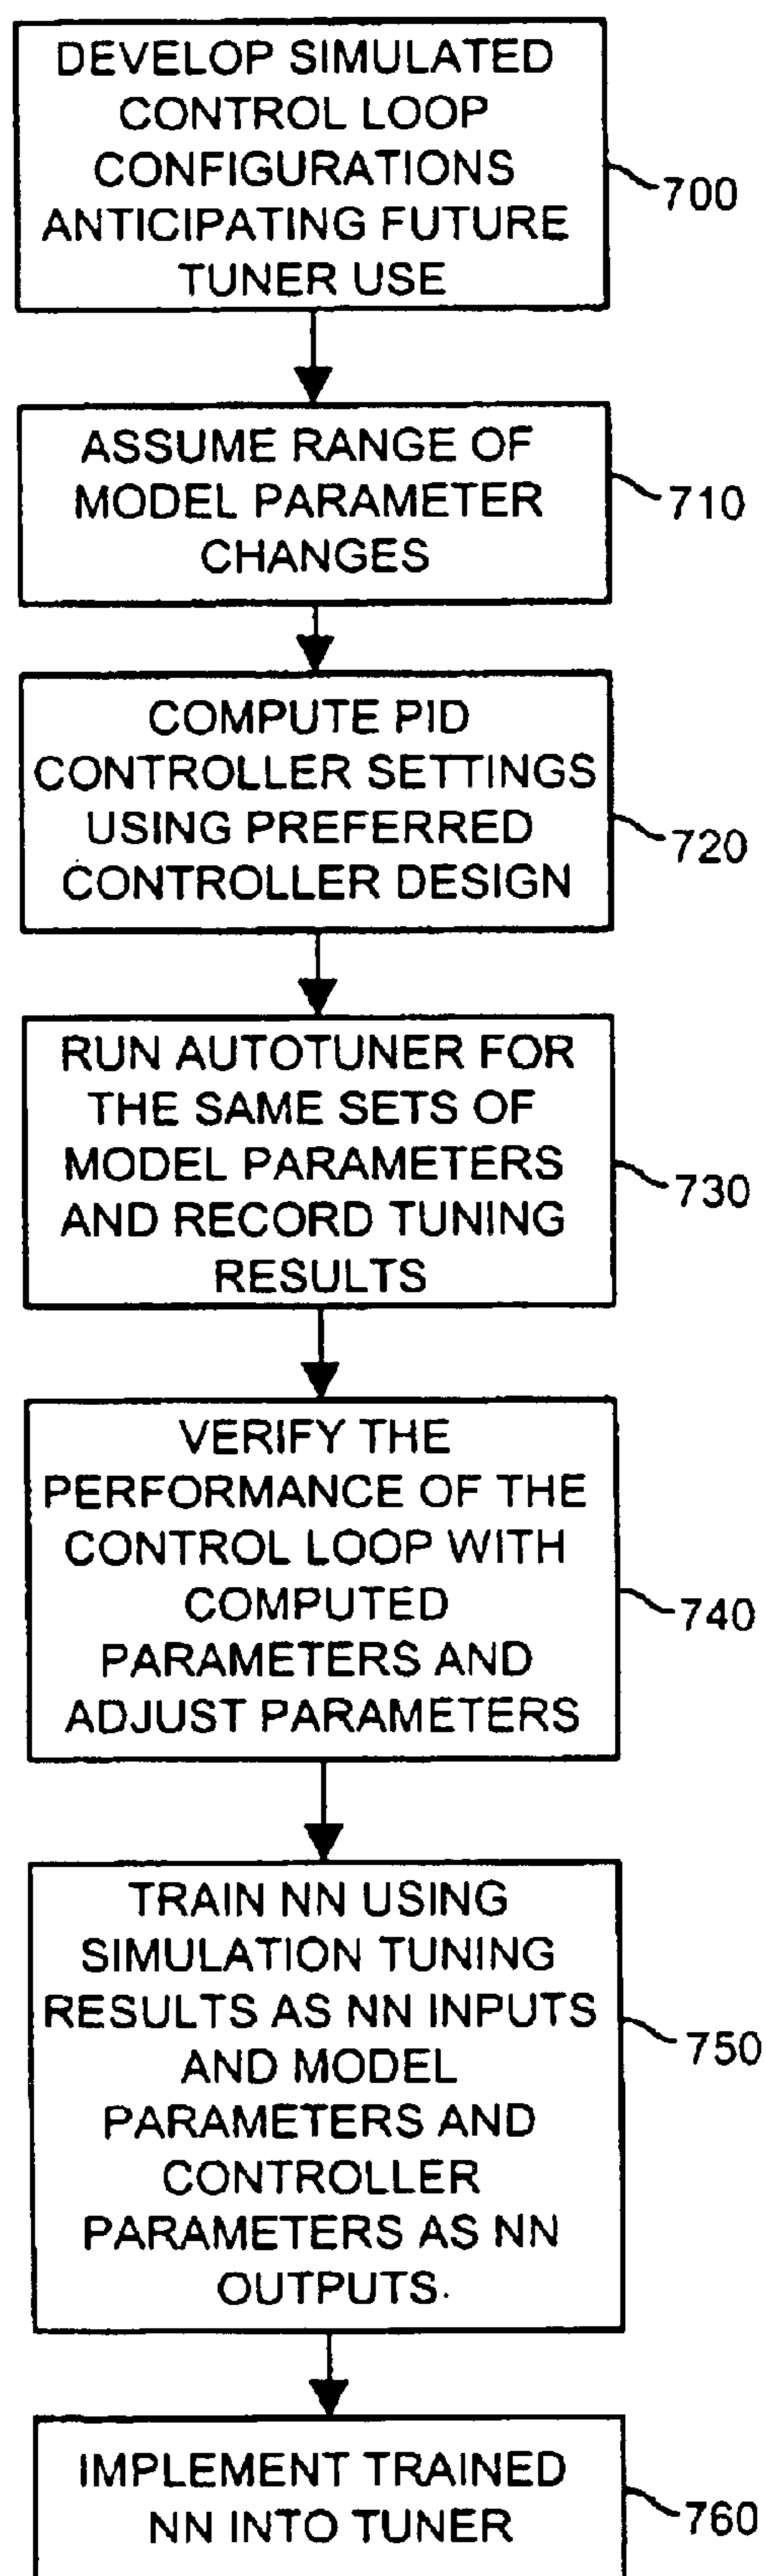 DEVELOP SIMULATED
CONTROL LOOP
CONFIGURATIONS
ANTICIPATING FUTURE
TUNER USE
700
ASSUME RANGE OF
MODEL PARAMETER
CHANGES
710
COMPUTE PID
CONTROLLER SETTINGS
USING PREFERRED
CONTROLLER DESIGN
720
RUN AUTOTUNER FOR
THE SAME SETS OF
MODEL PARAMETERS
AND RECORD TUNING
RESULTS
730
VERIFY THE
PERFORMANCE OF THE
CONTROL LOOP WITH
COMPUTED
PARAMETERS AND
ADJUST PARAMETERS
740
TRAIN NN USING
SIMULATION TUNING
RESULTS AS NN INPUTS
AND MODEL
PARAMETERS AND
CONTROLLER
PARAMETERS AS NN
OUTPUTS.
750
IMPLEMENT TRAINED
NN INTO TUNER
760